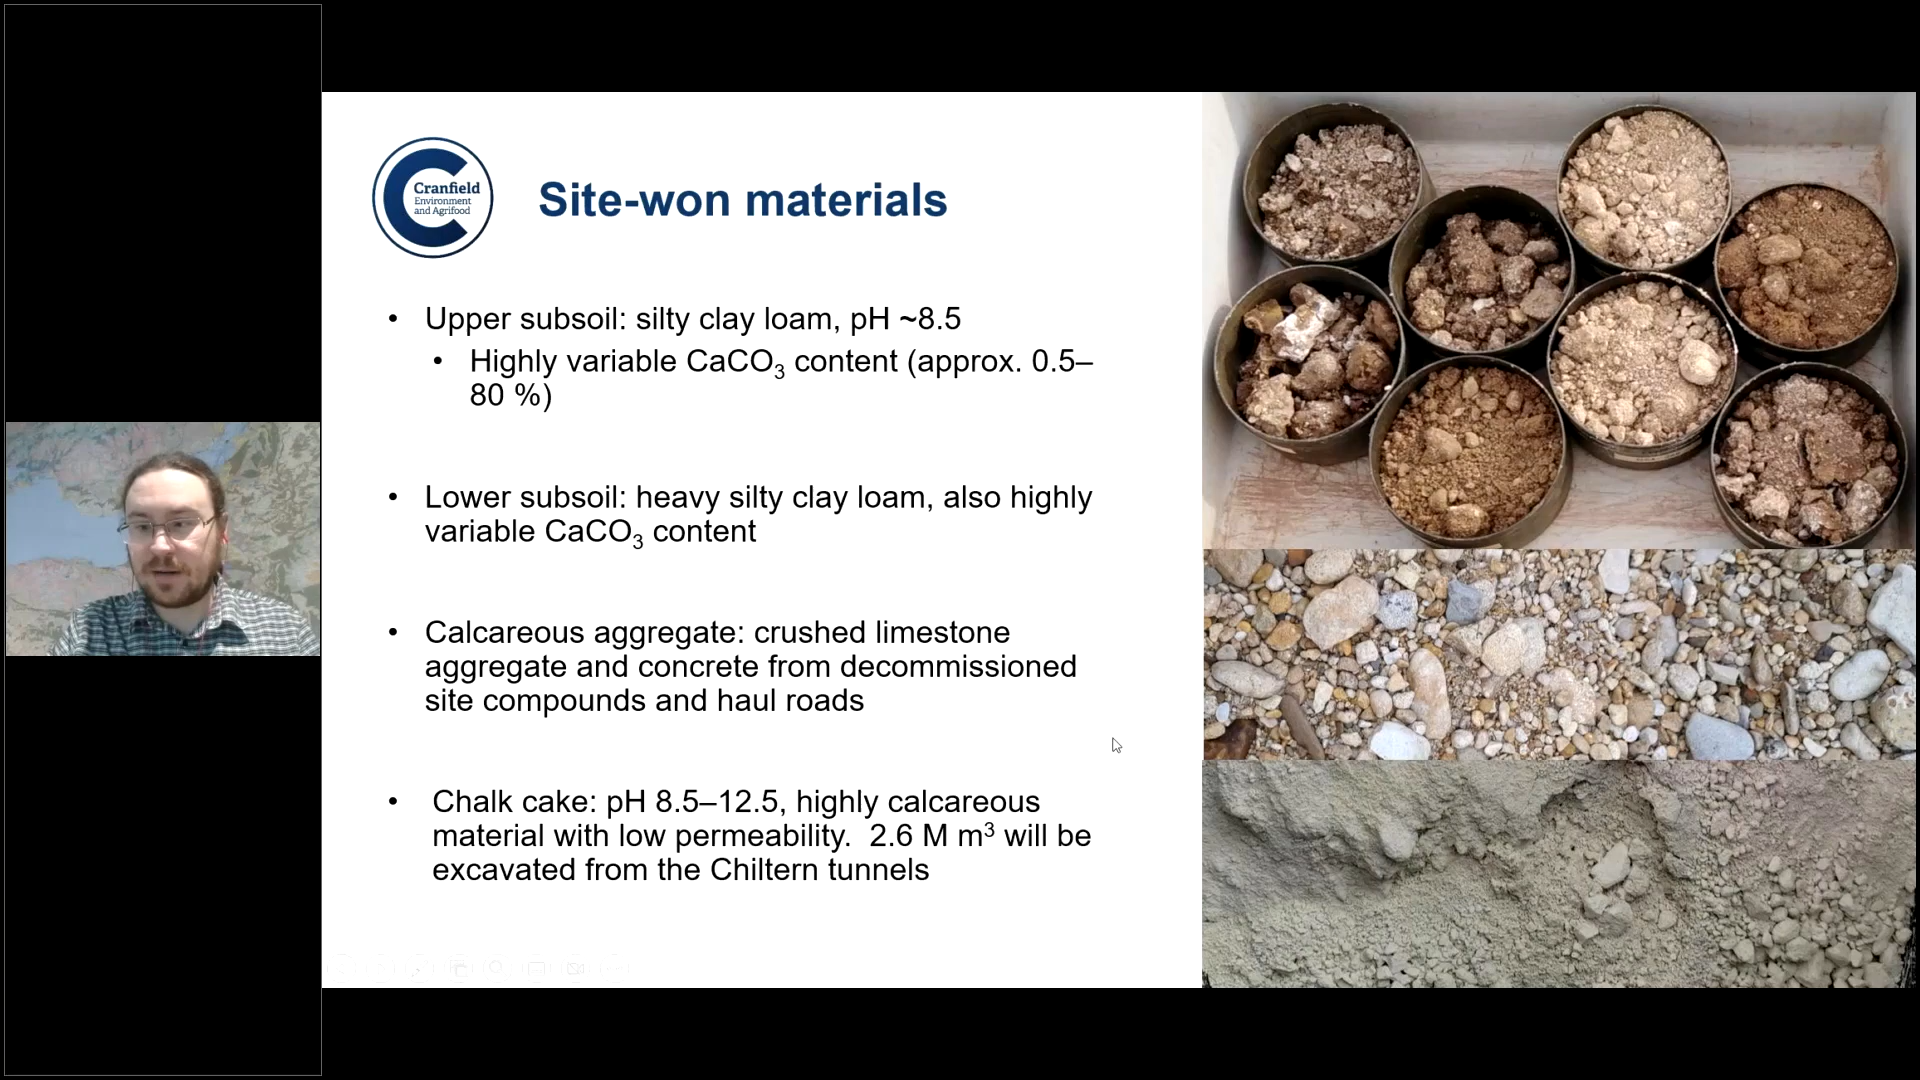 Cranfield
Environment
and Agrifood
Site-won materials
• Upper subsoil: silty clay loam, pH ~8.5
• Highly variable CaCO₃ content (approx. 0.5–
80 %)
• Lower subsoil: heavy silty clay loam, also highly
variable CaCO₃ content
• Calcareous aggregate: crushed limestone
aggregate and concrete from decommissioned
site compounds and haul roads
• Chalk cake: pH 8.5–12.5, highly calcareous
material with low permeability.  2.6 M m³ will be
excavated from the Chiltern tunnels